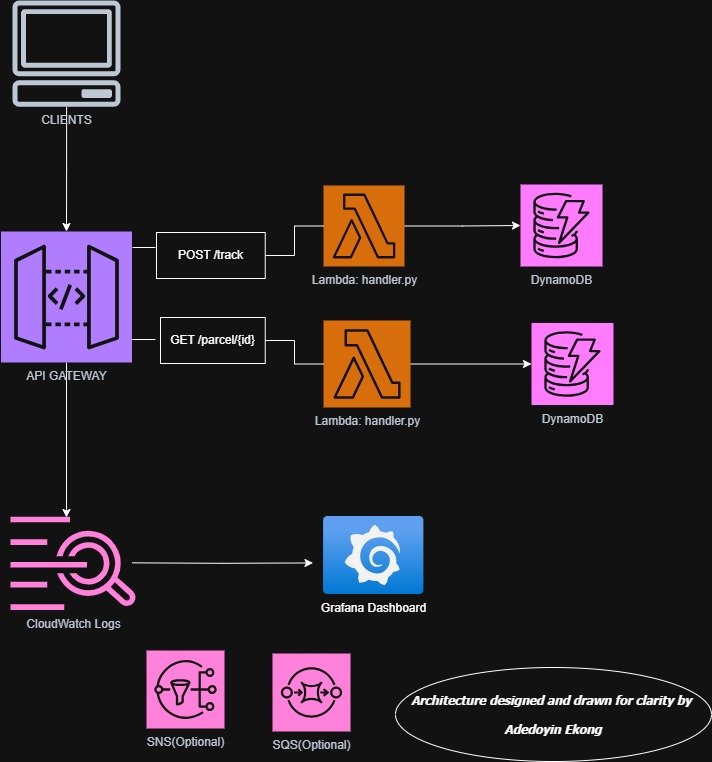 CLIENTS
POST /track
Lambda: handler.py
DynamoDB
</>
GET /parcel/{id}
API GATEWAY
Lambda: handler.py
DynamoDB
CloudWatch Logs
Grafana Dashboard
SNS(Optional)
SQS(Optional)
Architecture designed and drawn for clarity by
Adedoyin Ekong